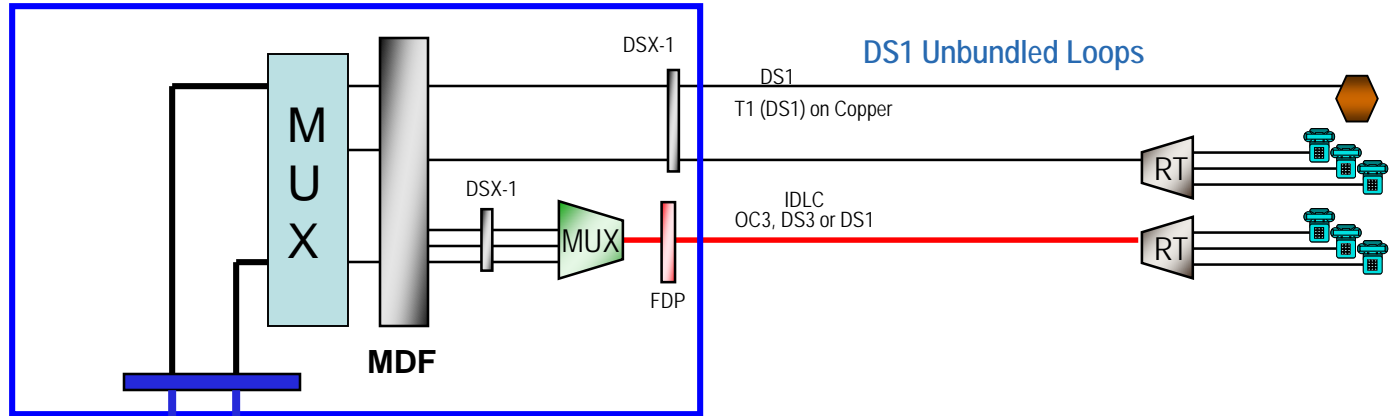 DSX-1
DS1 Unbundled Loops
DS1
T1 (DS1) on Copper
M
U
X
RT
DSX-1
IDLC
OC3, DS3 or DS1
MUX
RT
FDP
MDF